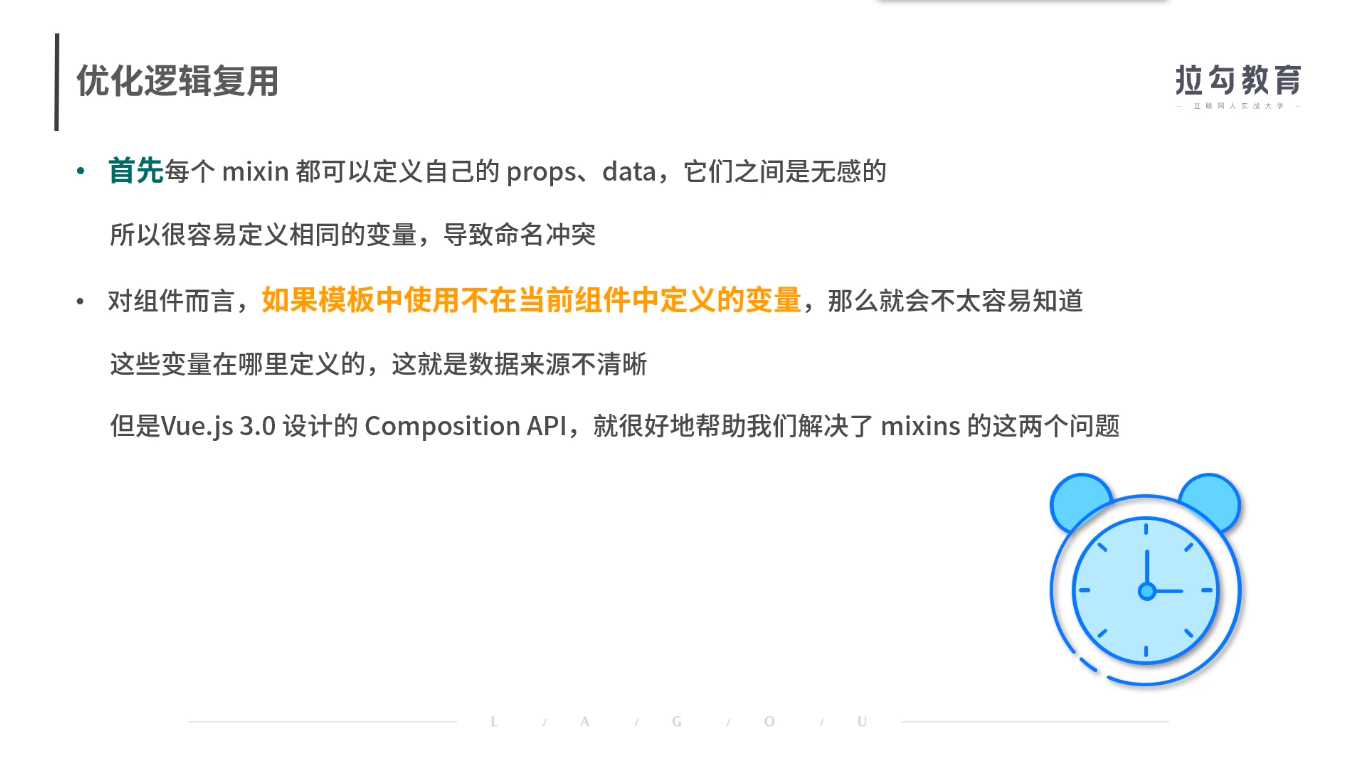 优化逻辑复用
拉勾教育
— 互联网人实战大学 —
• 首先每个 mixin 都可以定义自己的 props、data，它们之间是无感的
所以很容易定义相同的变量，导致命名冲突
• 对组件而言，如果模板中使用不在当前组件中定义的变量，那么就会不太容易知道
这些变量在哪里定义的，这就是数据来源不清晰
但是Vue.js 3.0 设计的 Composition API，就很好地帮助我们解决了 mixins 的这两个问题
L / A / G / O / U